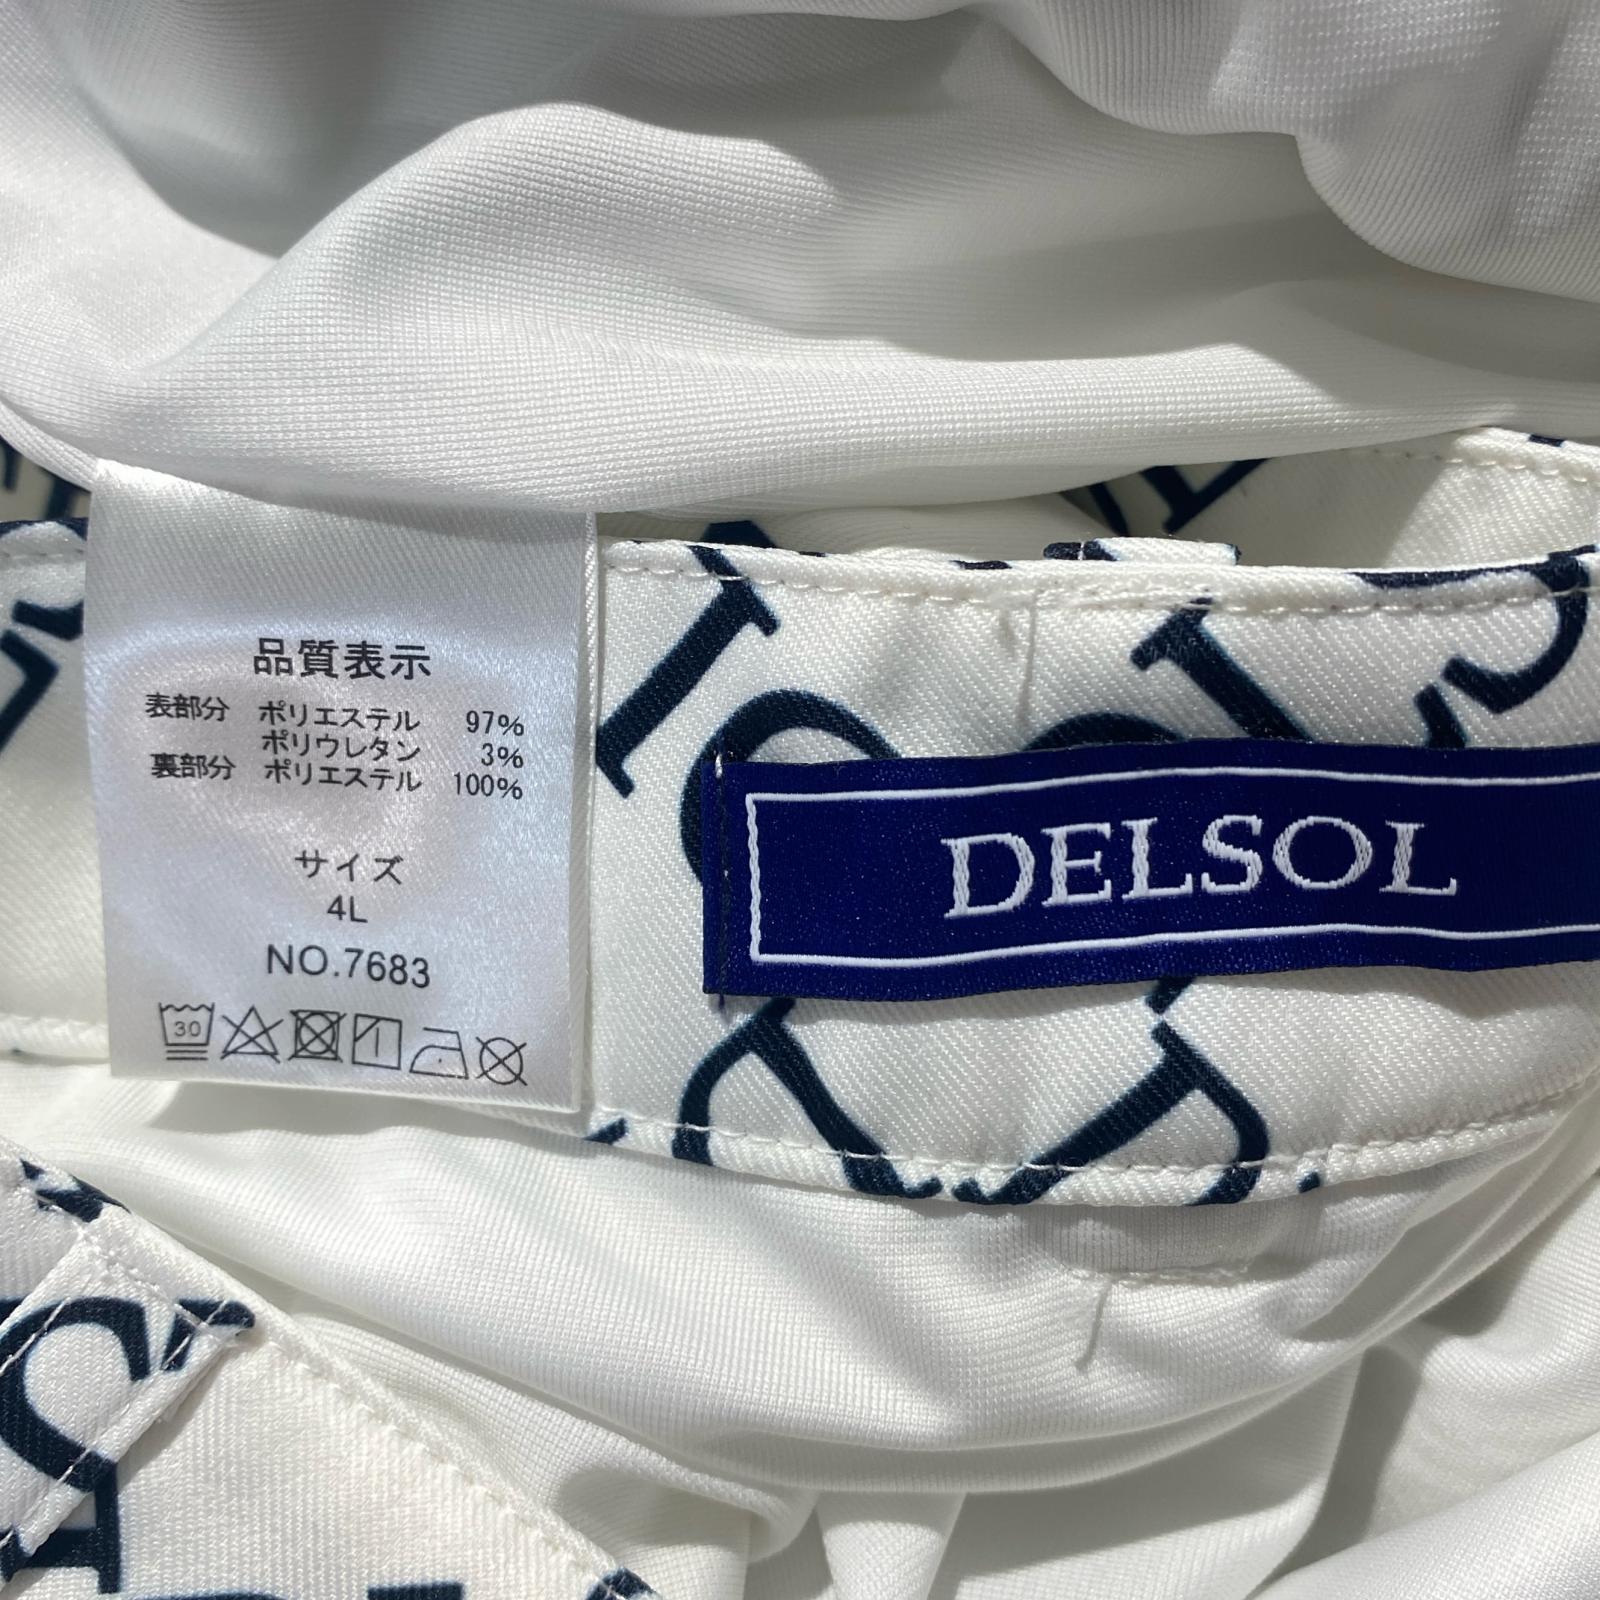 品質表示
表部分 ポリエステル 97%
ポリウレタン 3%
裏部分 ポリエステル 100%
サイズ
4L
NO.7683
30
DELSOL